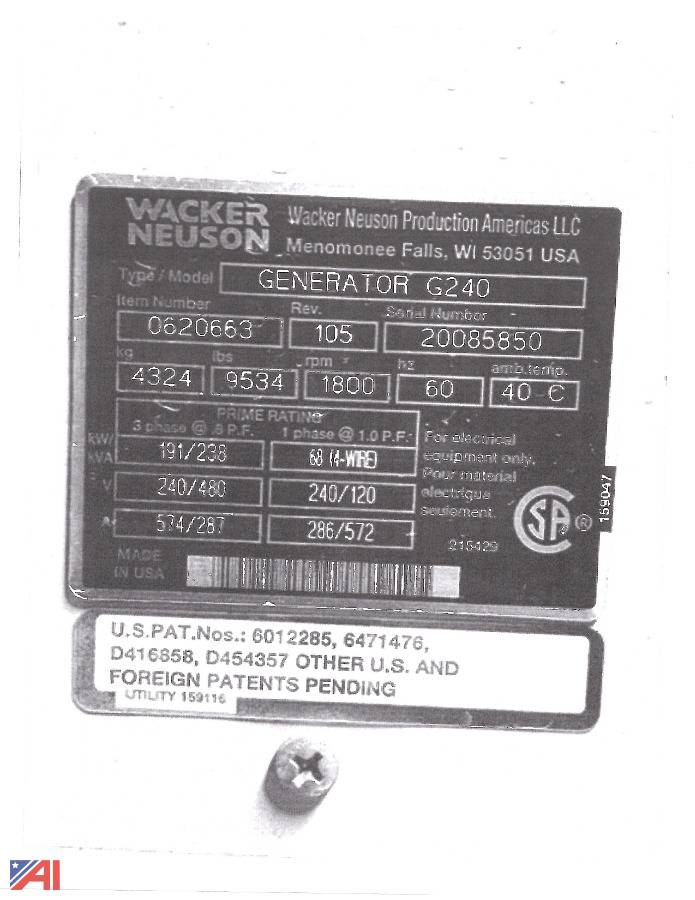 WACKER
NEUSON
Wacker Neuson Production Americas LLC
Menomonee Falls, WI 53051 USA
Type / Model GENERATOR G240
Item Number Rev. Serial Number
0620663 105 20085850
kg lbs rpm hz amb.temp.
4324 9534 1800 60 40 C
PRIME RATING
3 phase @ .8 P.F. 1 phase @ 1.0 P.F.
kW/
kVA 191/238 68 (4-WIRE)
V 240/480 240/120
A 574/287 286/572
For electrical
equipment only.
Pour material
electrique
seulement.
215429
SA ®
159047
MADE
IN USA
U.S.PAT.Nos.: 6012285, 6471476,
D416858, D454357 OTHER U.S. AND
FOREIGN PATENTS PENDING
UTILITY 159116
AI